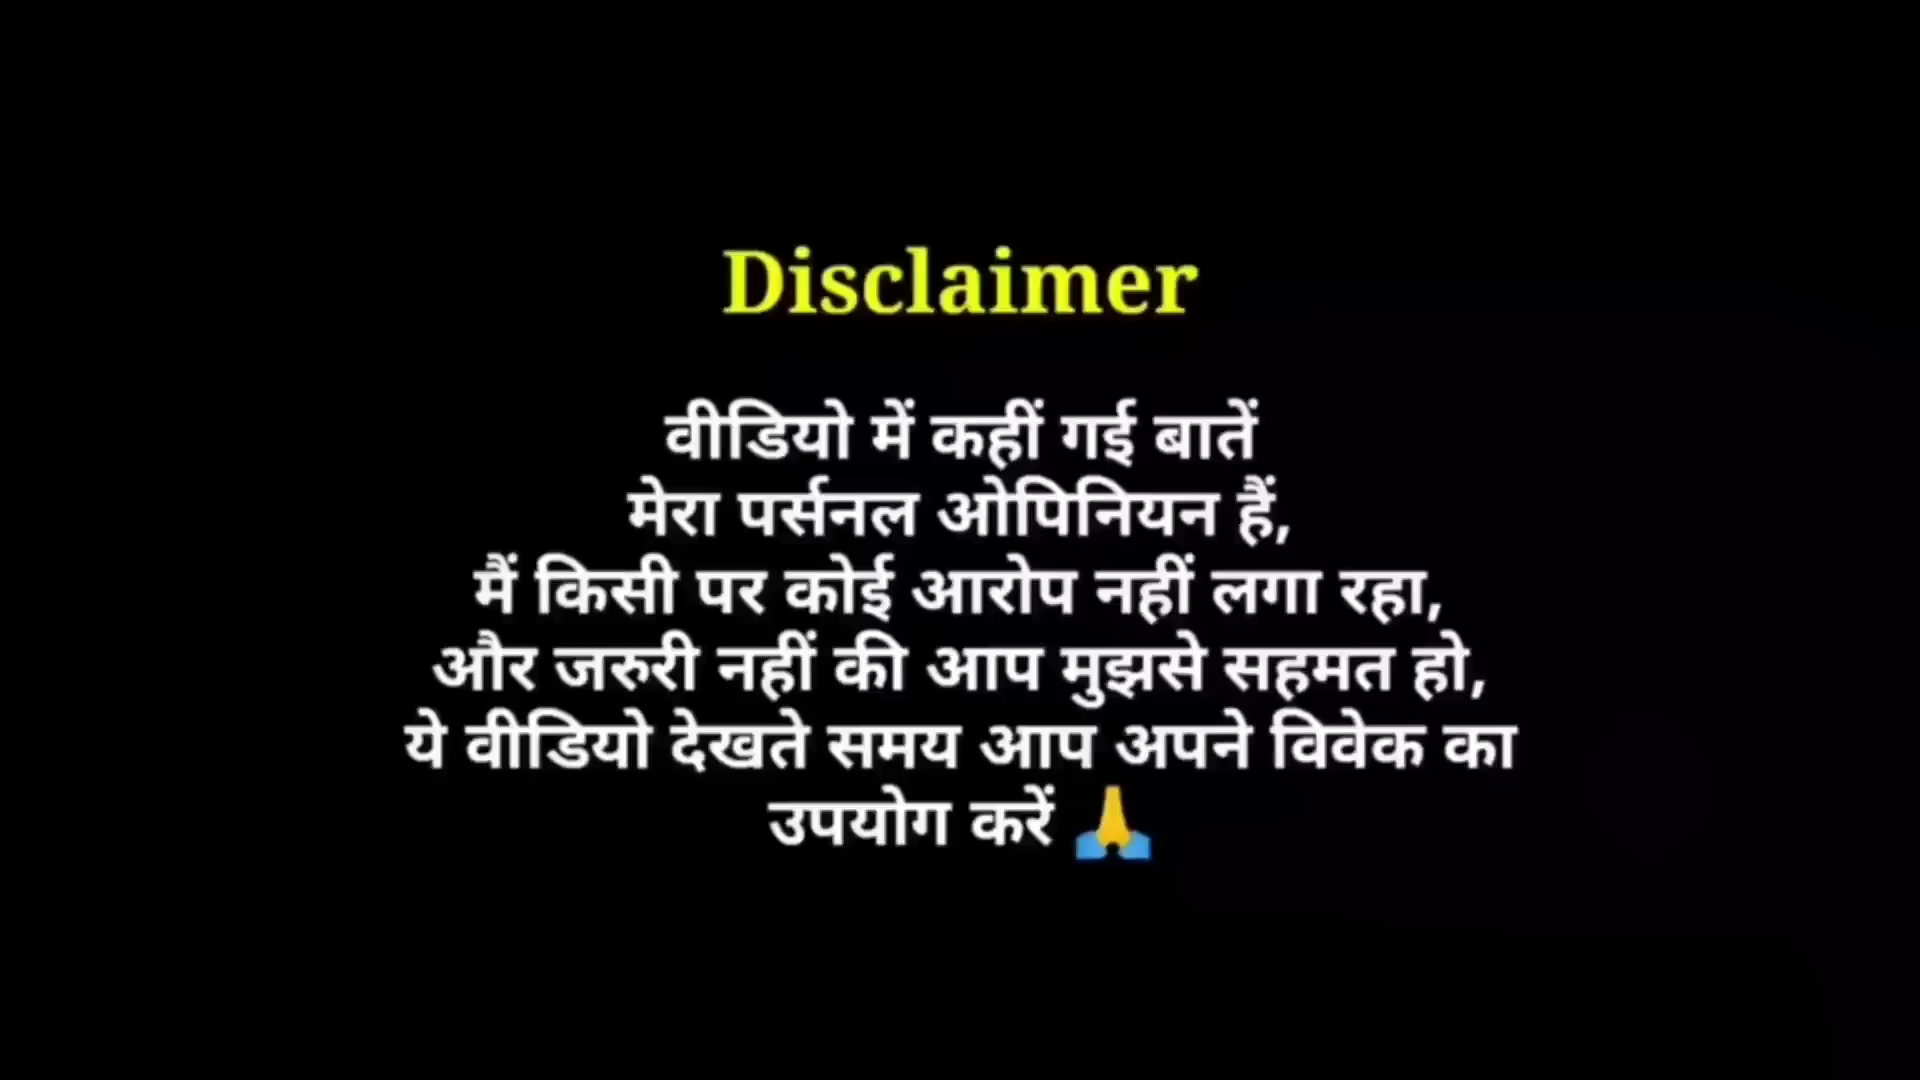 Disclaimer
वीडियो में कहीं गई बातें
मेरा पर्सनल ओपिनियन हैं,
मैं किसी पर कोई आरोप नहीं लगा रहा,
और जरुरी नहीं की आप मुझसे सहमत हो,
ये वीडियो देखते समय आप अपने विवेक का
उपयोग करें 🙏